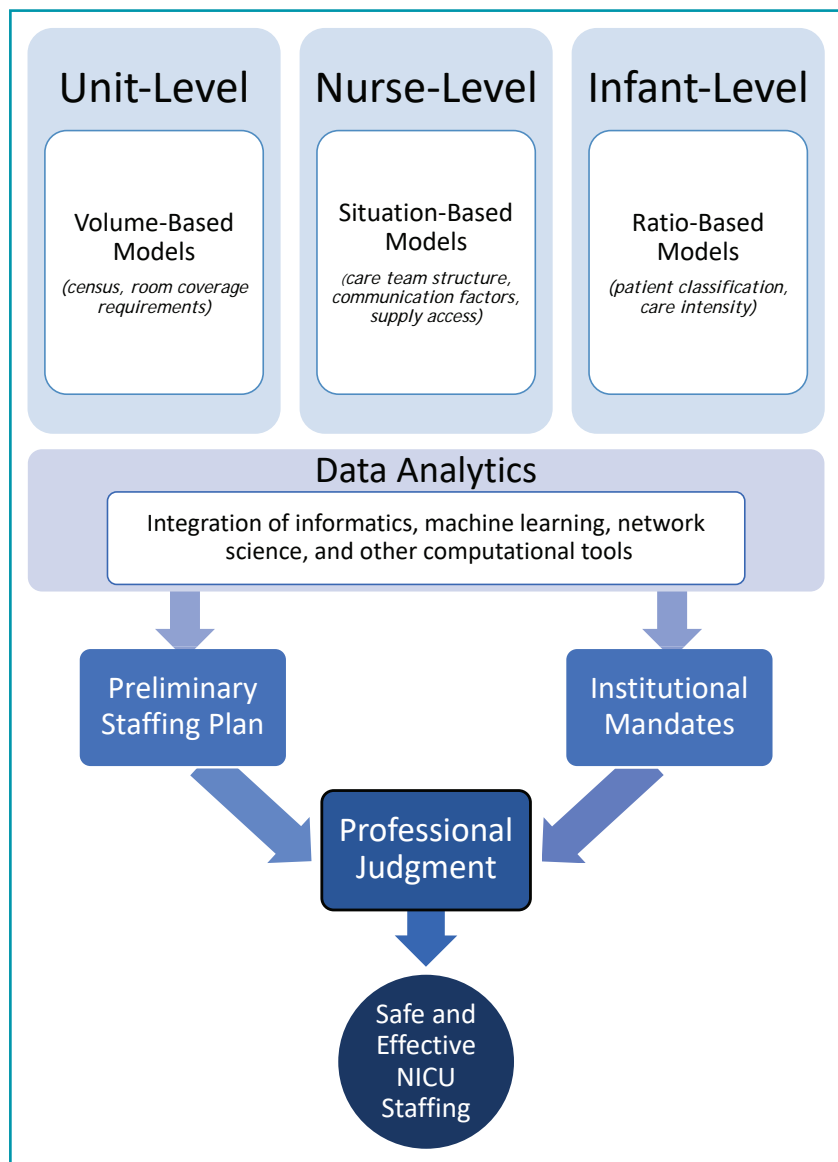 Unit-Level
Volume-Based
Models
(census, room coverage
requirements)
Nurse-Level
Situation-Based
Models
(care team structure,
communication factors,
supply access)
Infant-Level
Ratio-Based
Models
(patient classification,
care intensity)
Data Analytics
Integration of informatics, machine learning, network
science, and other computational tools
Preliminary
Staffing Plan
Institutional
Mandates
Professional
Judgment
Safe and
Effective
NICU
Staffing